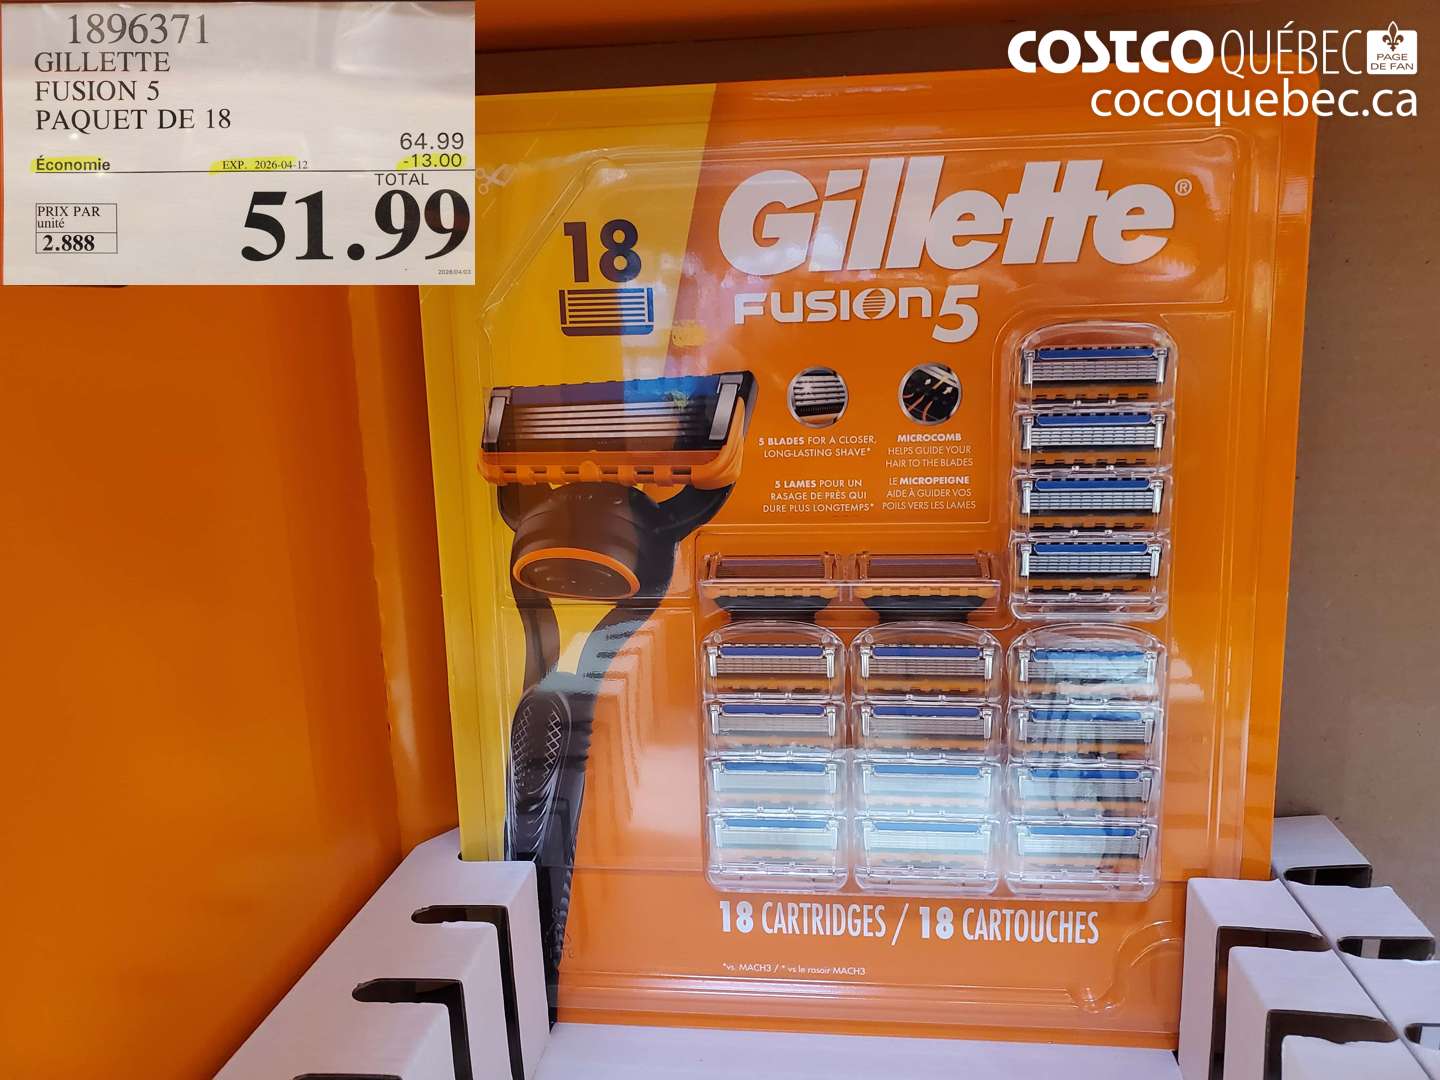 1896371
GILLETTE
FUSION 5
PAQUET DE 18
64.99
Économie
EXP. 2026-04-12
-13.00
TOTAL
PRIX PAR
unité
2.888
51.99
2026/04/03
COSTCO QUÉBEC
PAGE
DE FAN
cocoquebec.ca
18
Gillette®
FUSION5
5 BLADES FOR A CLOSER,
LONG-LASTING SHAVE*
5 LAMES POUR UN
RASAGE DE PRÈS QUI
DURE PLUS LONGTEMPS*
MICROCOMB
HELPS GUIDE YOUR
HAIR TO THE BLADES
LE MICROPEIGNE
AIDE À GUIDER VOS
POILS VERS LES LAMES
18 CARTRIDGES / 18 CARTOUCHES
*vs. MACH3 / * vs le rasoir MACH3